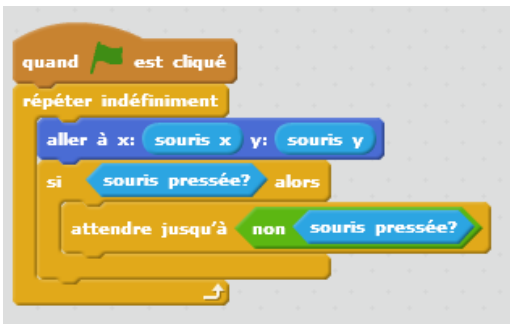 quand est cliqué
répéter indéfiniment
aller à x: souris x y: souris y
si souris pressée? alors
attendre jusqu'à non souris pressée?